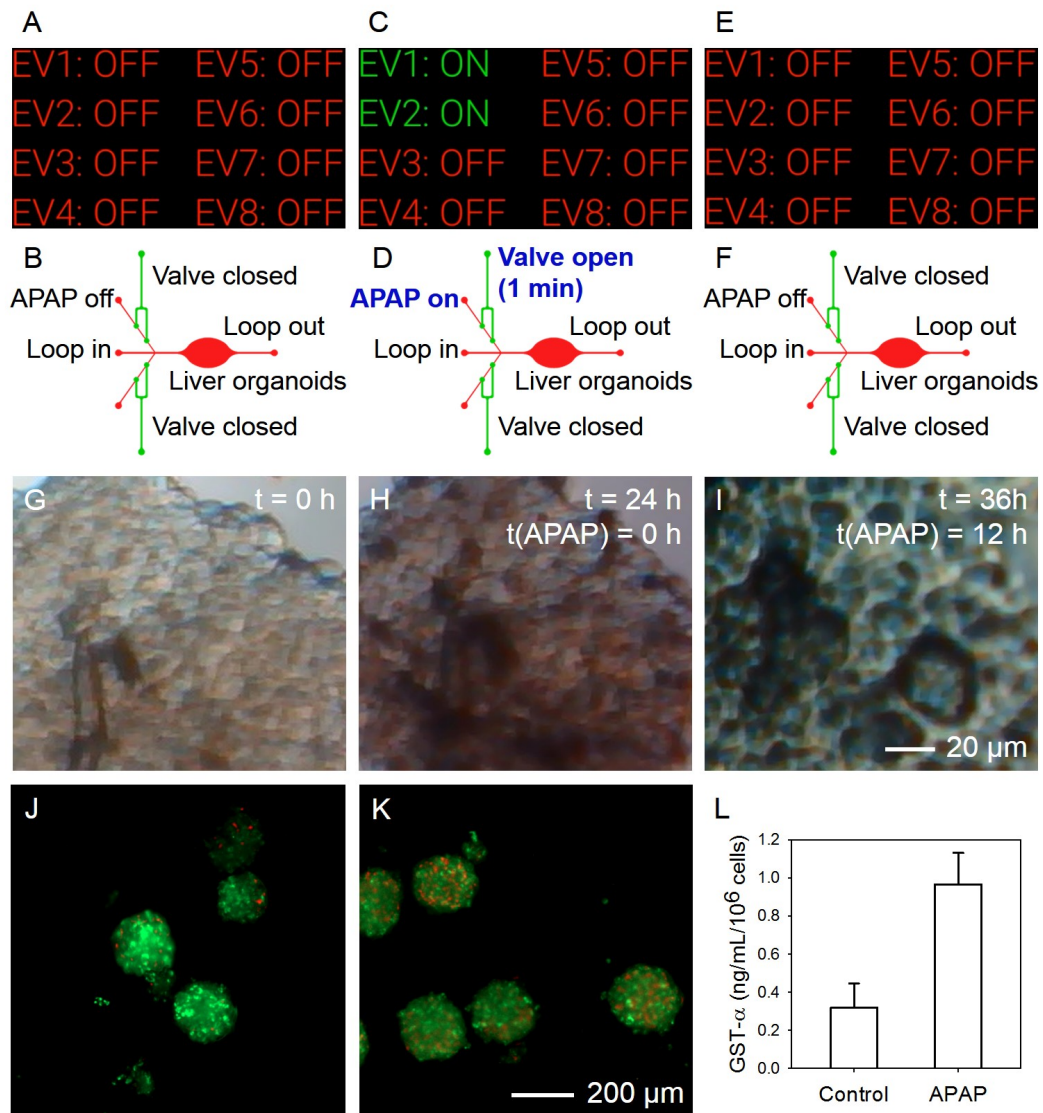 A
EV1: OFF EV5: OFF
EV2: OFF EV6: OFF
EV3: OFF EV7: OFF
EV4: OFF EV8: OFF
C
EV1: ON EV5: OFF
EV2: ON EV6: OFF
EV3: OFF EV7: OFF
EV4: OFF EV8: OFF
E
EV1: OFF EV5: OFF
EV2: OFF EV6: OFF
EV3: OFF EV7: OFF
EV4: OFF EV8: OFF
B
Valve closed
APAP off
Loop out
Loop in
Liver organoids
Valve closed
D
Valve open
(1 min)
APAP on
Loop out
Loop in
Liver organoids
Valve closed
F
Valve closed
APAP off
Loop out
Loop in
Liver organoids
Valve closed
G
t = 0 h
H
t = 24 h
t(APAP) = 0 h
I
t = 36h
t(APAP) = 12 h
20 µm
J
K
200 µm
L
GST-α (ng/mL/10⁶ cells)
1.2
1.0
0.8
0.6
0.4
0.2
0.0
Control APAP